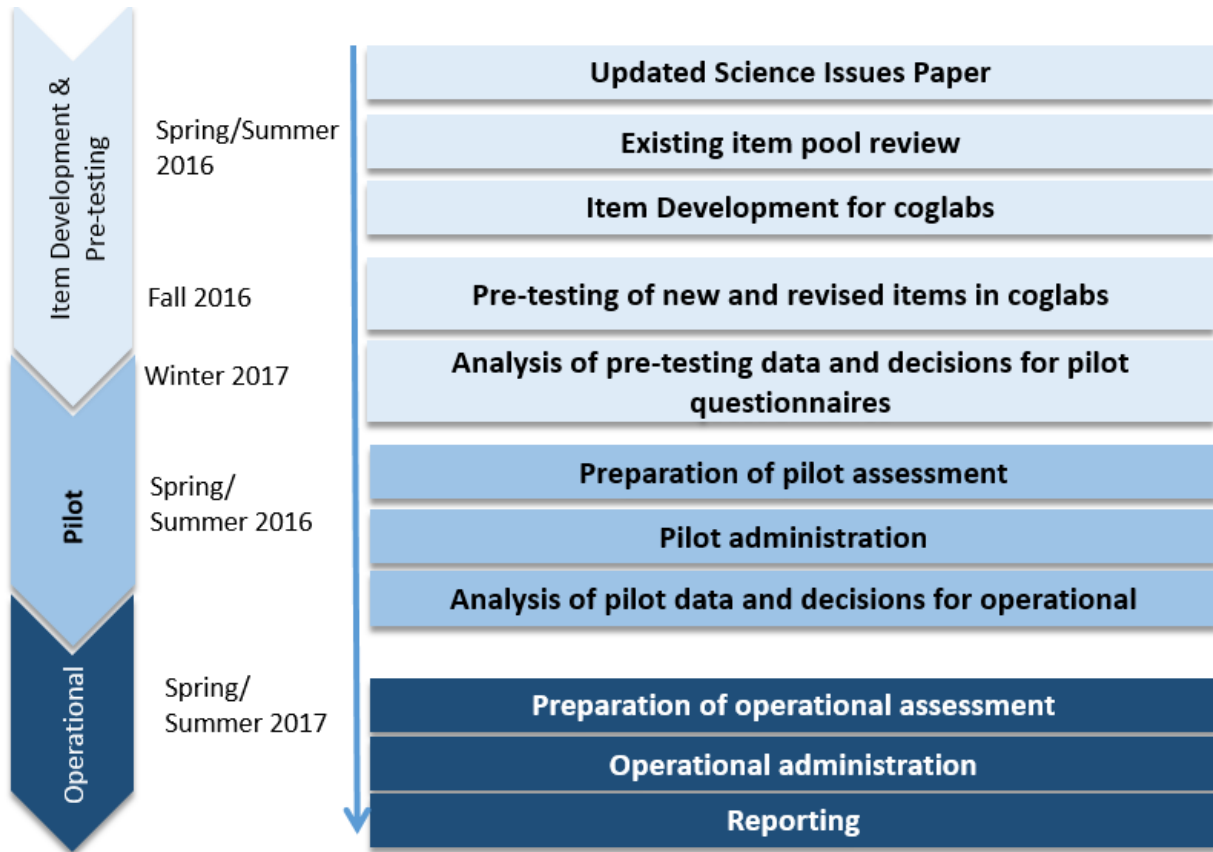 Item Development &
Pre-testing
Spring/Summer
2016
Updated Science Issues Paper
Existing item pool review
Item Development for coglabs
Fall 2016
Pre-testing of new and revised items in coglabs
Winter 2017
Analysis of pre-testing data and decisions for pilot
questionnaires
Pilot
Spring/
Summer 2016
Preparation of pilot assessment
Pilot administration
Analysis of pilot data and decisions for operational
Operational
Spring/
Summer 2017
Preparation of operational assessment
Operational administration
Reporting